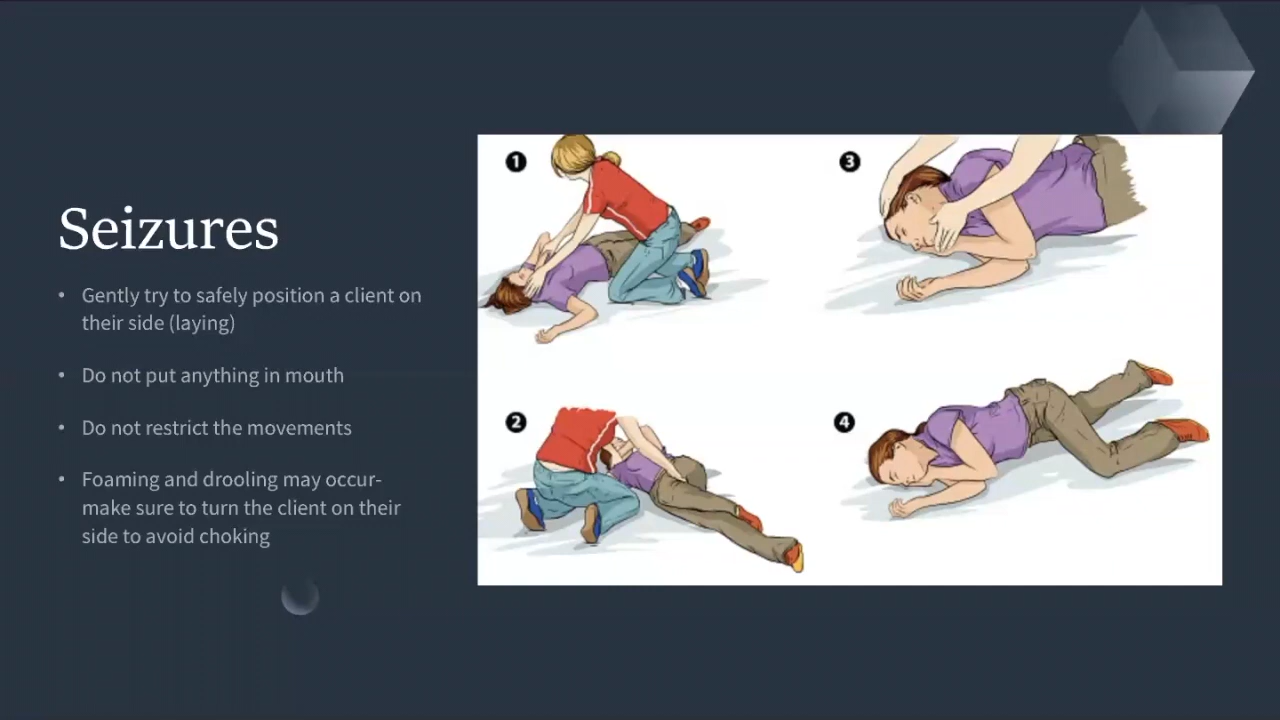 Seizures
• Gently try to safely position a client on
their side (laying)
• Do not put anything in mouth
• Do not restrict the movements
• Foaming and drooling may occur-
make sure to turn the client on their
side to avoid choking
1
3
2
4